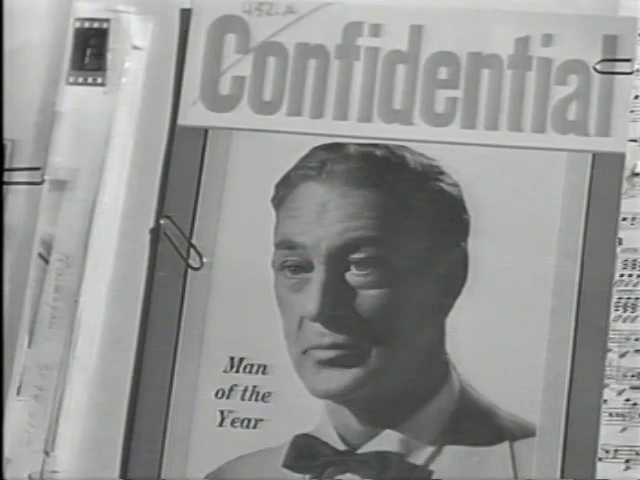 Confidential
Man
of the
Year